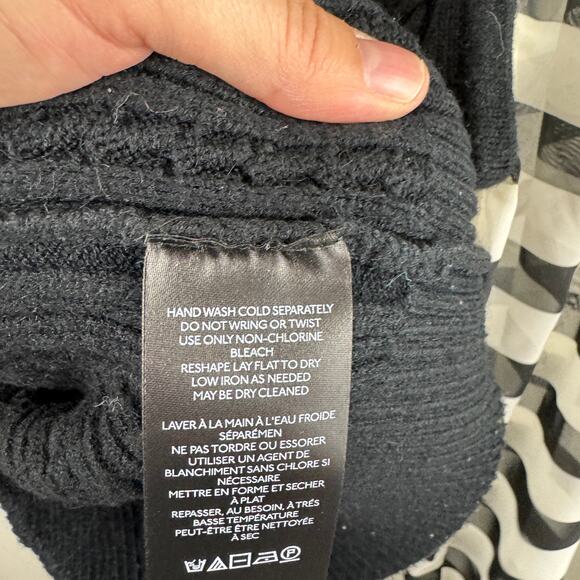 HAND WASH COLD SEPARATELY
DO NOT WRING OR TWIST
USE ONLY NON-CHLORINE
BLEACH
RESHAPE LAY FLAT TO DRY
LOW IRON AS NEEDED
MAY BE DRY CLEANED
LAVER À LA MAIN À L'EAU FROIDE
SÉPARÉMEN
NE PAS TORDRE OU ESSORER
UTILISER UN AGENT DE
BLANCHIMENT SANS CHLORE SI
NÉCESSAIRE
METTRE EN FORME ET SECHER
À PLAT
REPASSER, AU BESOIN, À TRÉS
BASSE TEMPÉRATURE
PEUT-ÊTRE ÊTRE NETTOYÉE
À SEC
P